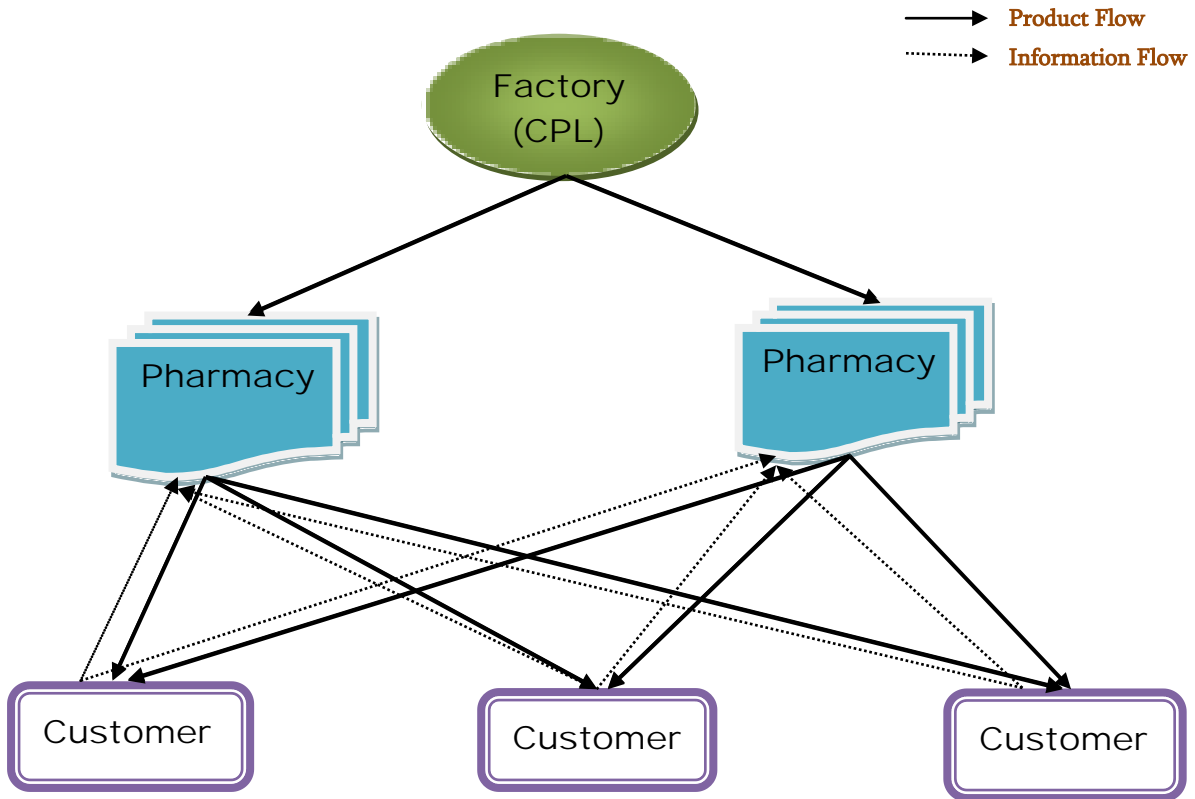 Product Flow
Information Flow
Factory
(CPL)
Pharmacy
Pharmacy
Customer
Customer
Customer